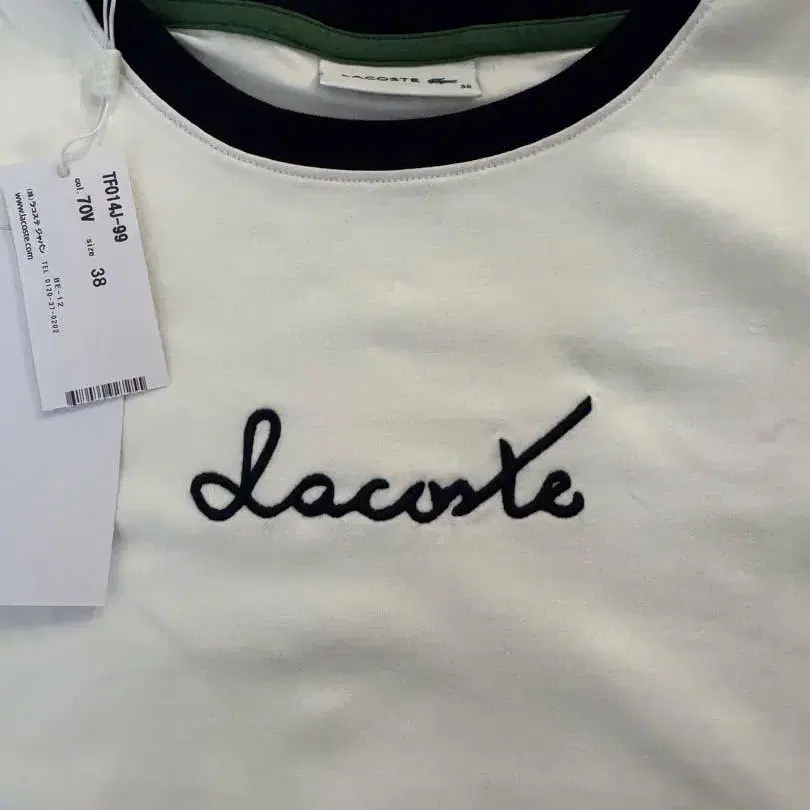 LACOSTE
38
TF014J-99
col. 70V size 38
BE-12
(株)ラコステ ジャパン TEL 0120-37-0202
www.lacoste.com
Lacoste